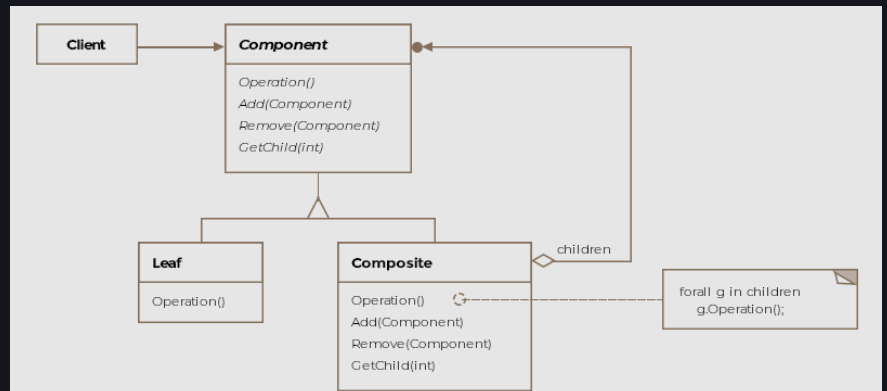 Client
Component
Operation()
Add(Component)
Remove(Component)
GetChild(int)
Leaf
Operation()
Composite
Operation()
Add(Component)
Remove(Component)
GetChild(int)
children
forall g in children
g.Operation();